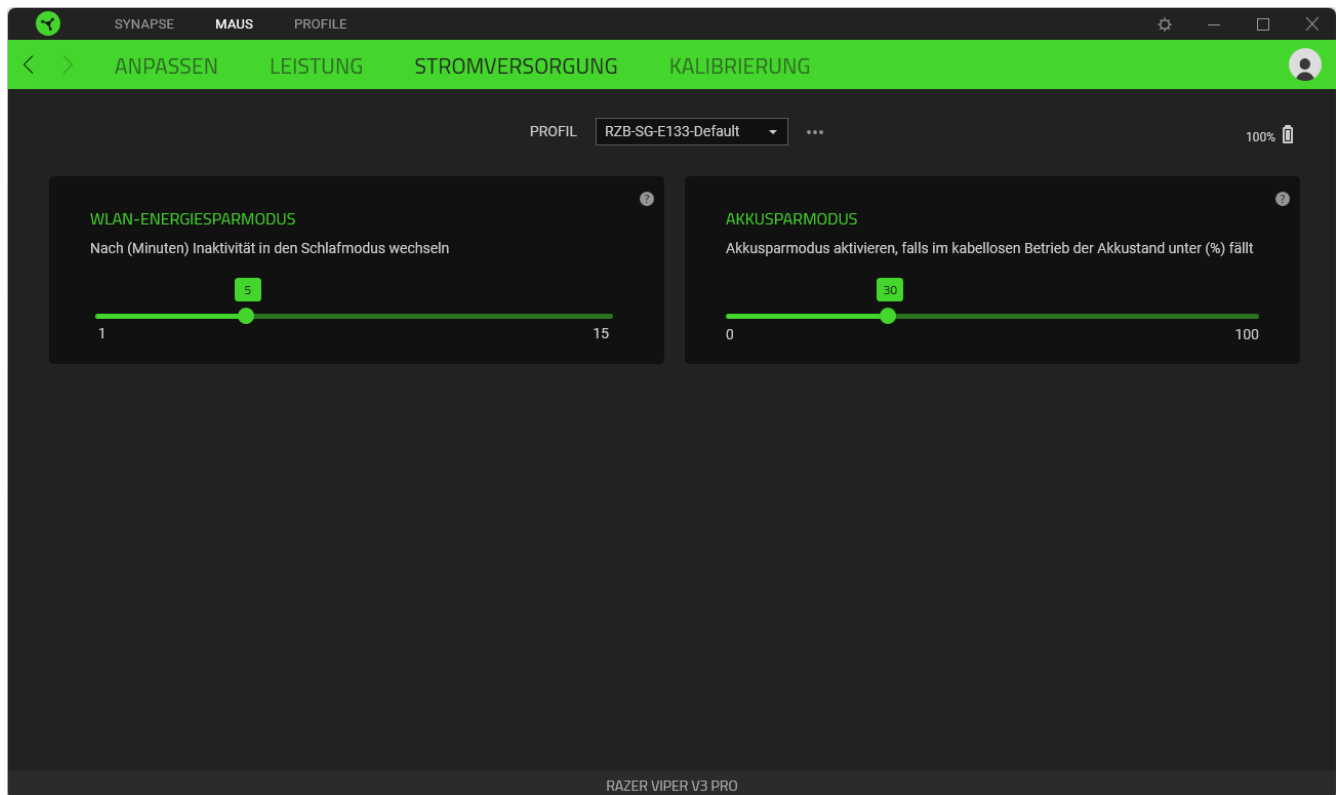 SYNAPSE MAUS PROFILE
ANPASSEN LEISTUNG STROMVERSORGUNG KALIBRIERUNG
PROFIL RZB-SG-E133-Default
100%
WLAN-ENERGIESPARMODUS
Nach (Minuten) Inaktivität in den Schlafmodus wechseln
5
1 15
AKKUSPARMODUS
Akkusparmodus aktivieren, falls im kabellosen Betrieb der Akkustand unter (%) fällt
30
0 100
RAZER VIPER V3 PRO